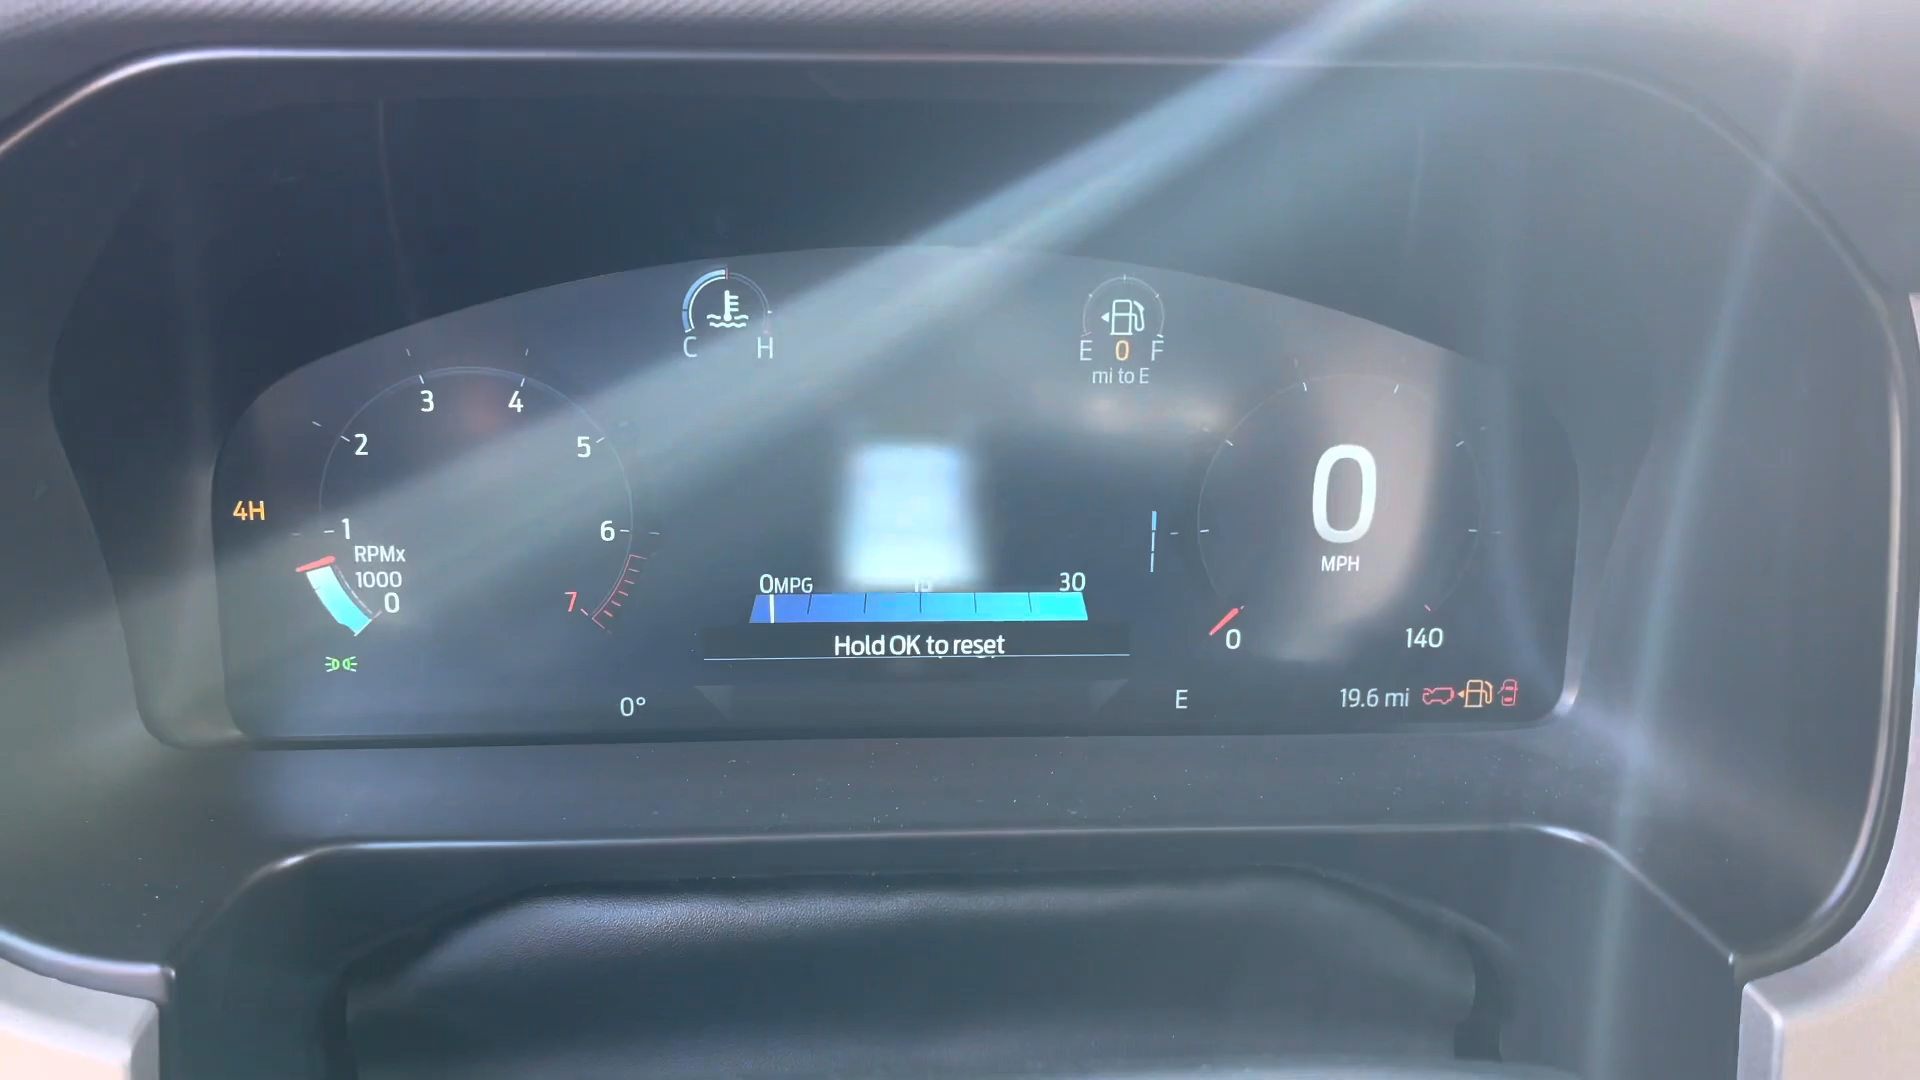 C H
E 0 F
mi to E
3 4
2 5
4H
1 6
RPMx
1000
0 7
0MPG 15 30
Hold OK to reset
0
MPH
0 140
0° E 19.6 mi